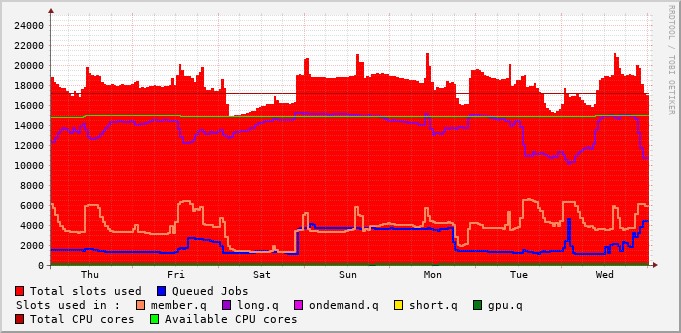 RRDTOOL / TOBI OETIKER
24000
22000
20000
18000
16000
14000
12000
10000
8000
6000
4000
2000
0
Thu Fri Sat Sun Mon Tue Wed
Total slots used Queued Jobs
Slots used in : member.q long.q ondemand.q short.q gpu.q
Total CPU cores Available CPU cores